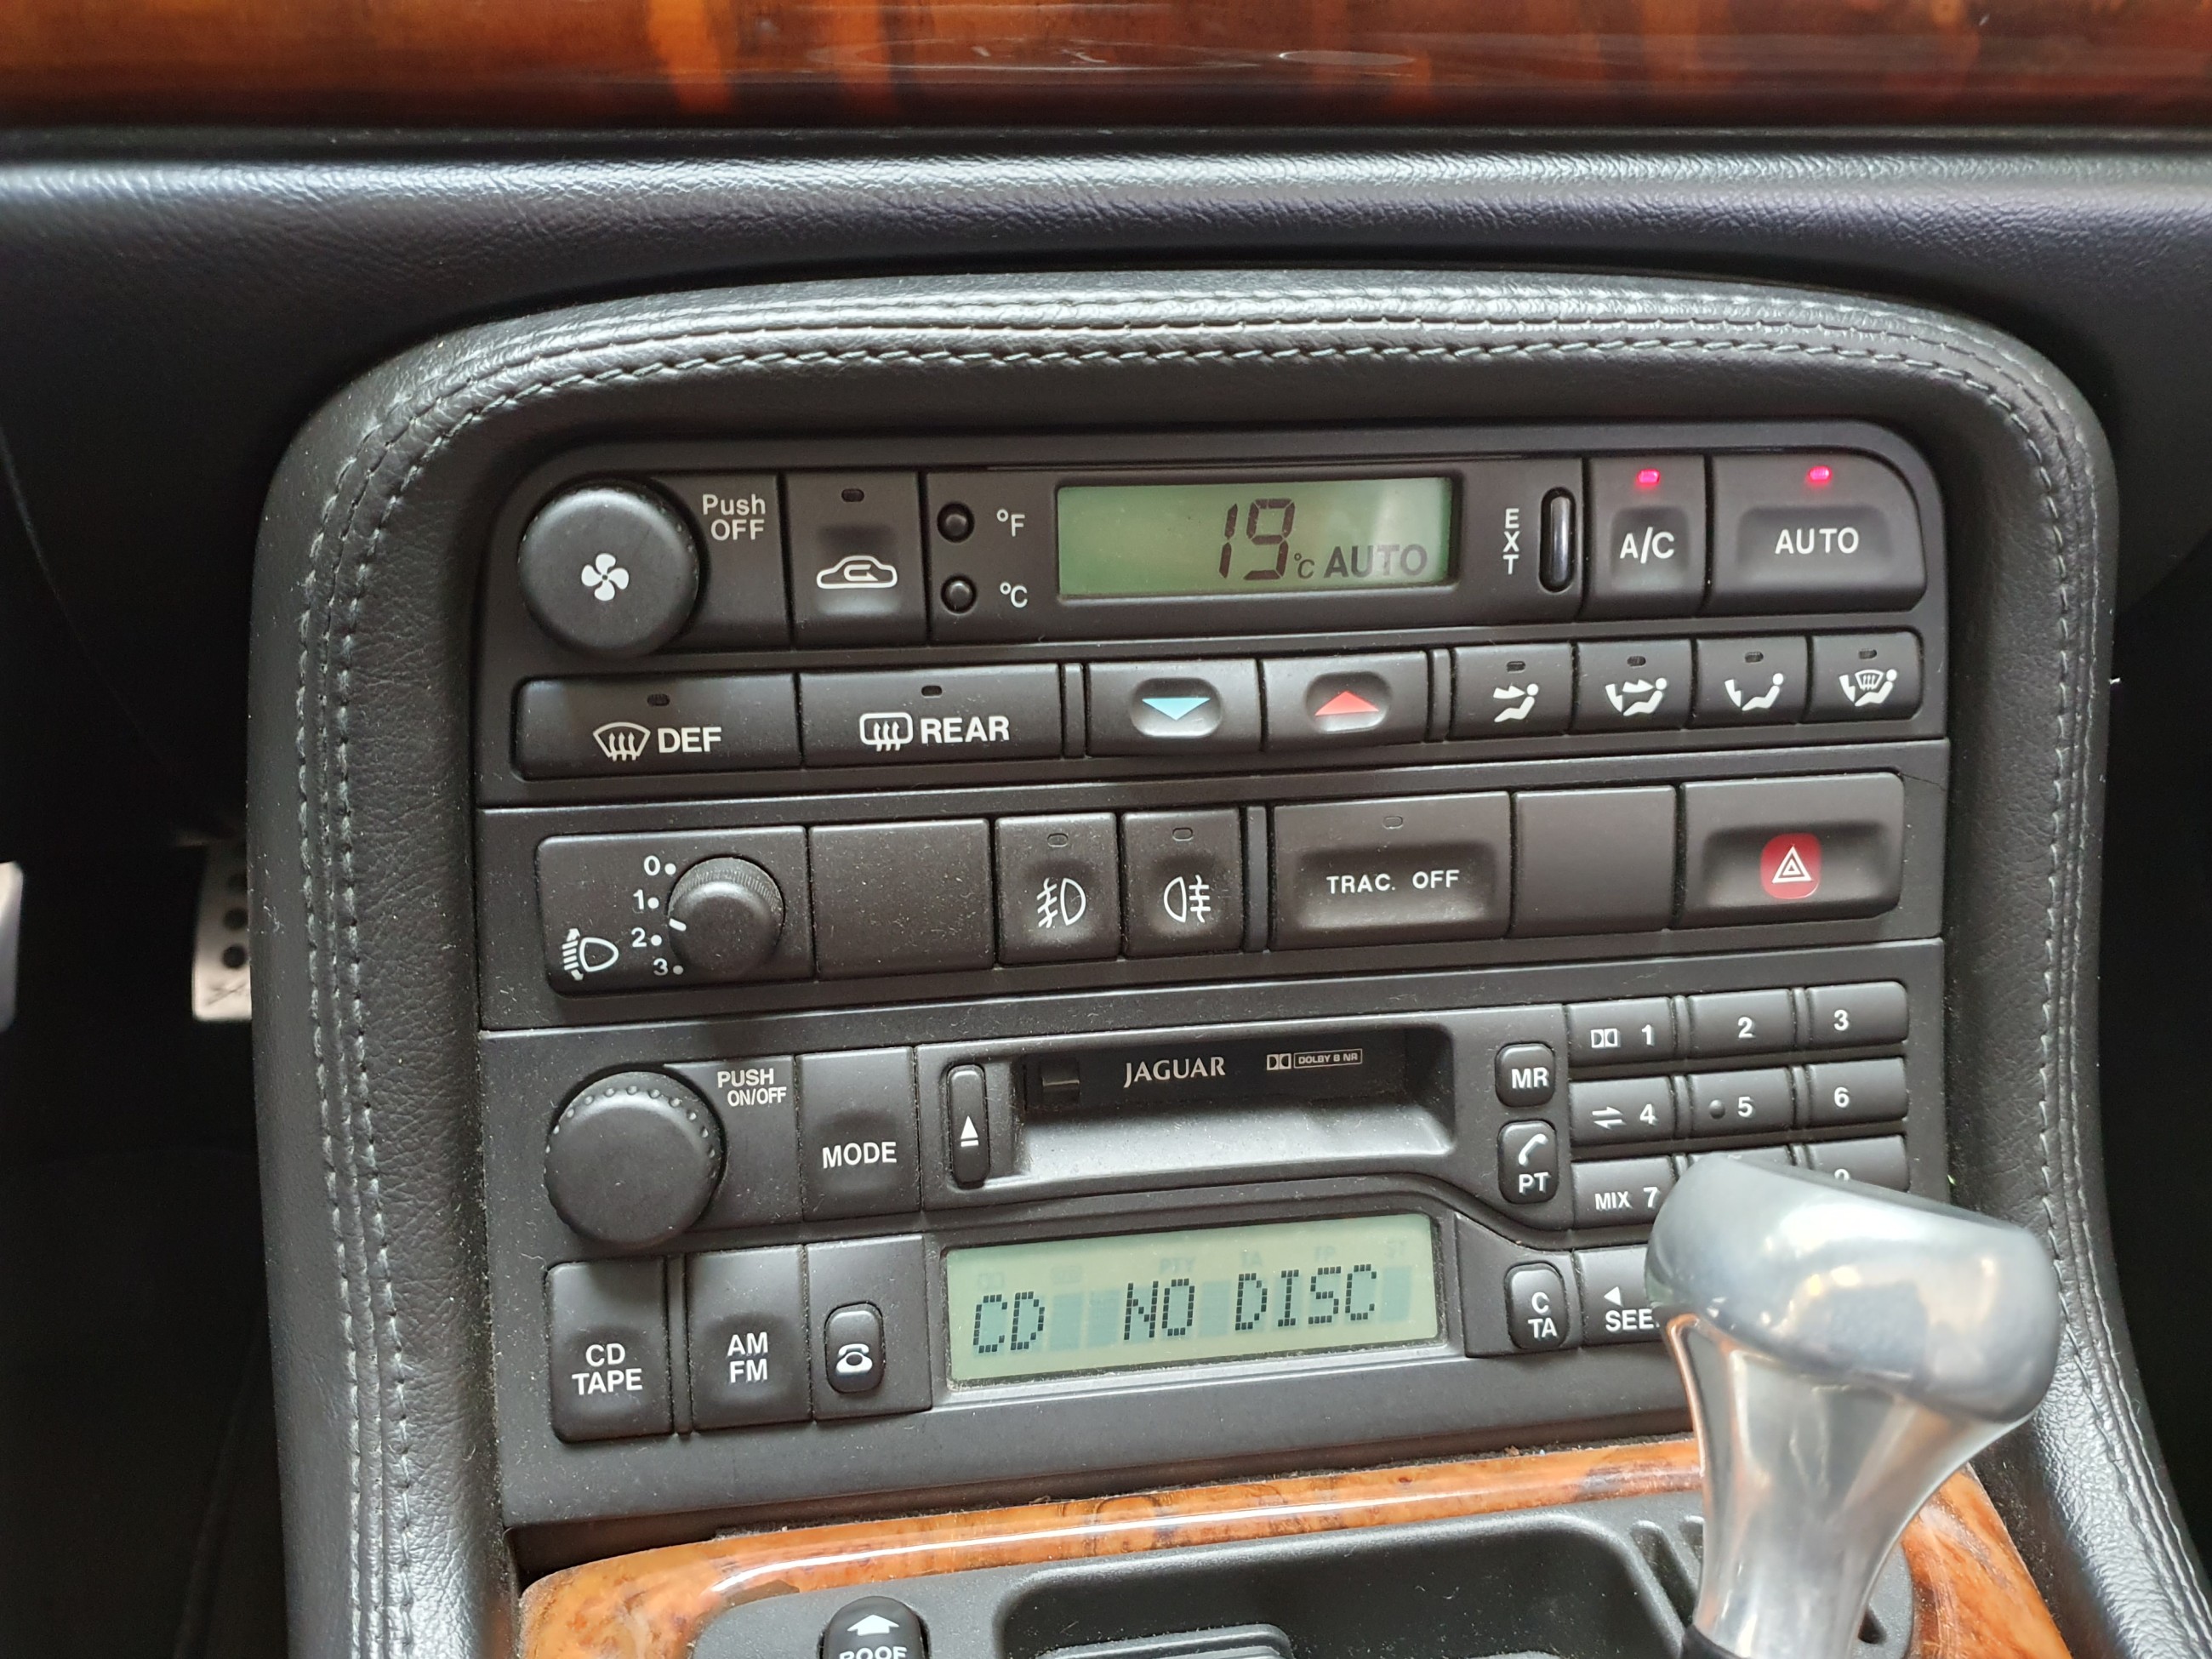 Push
OFF
°F
°C
19 °C AUTO
EXT
A/C
AUTO
DEF
REAR
0
1
2
3
TRAC. OFF
PUSH
ON/OFF
MODE
JAGUAR
DOLBY B NR
MR
PT
1
2
3
4
5
6
MIX 7
CD
TAPE
AM
FM
CD NO DISC
C
TA
ROOF